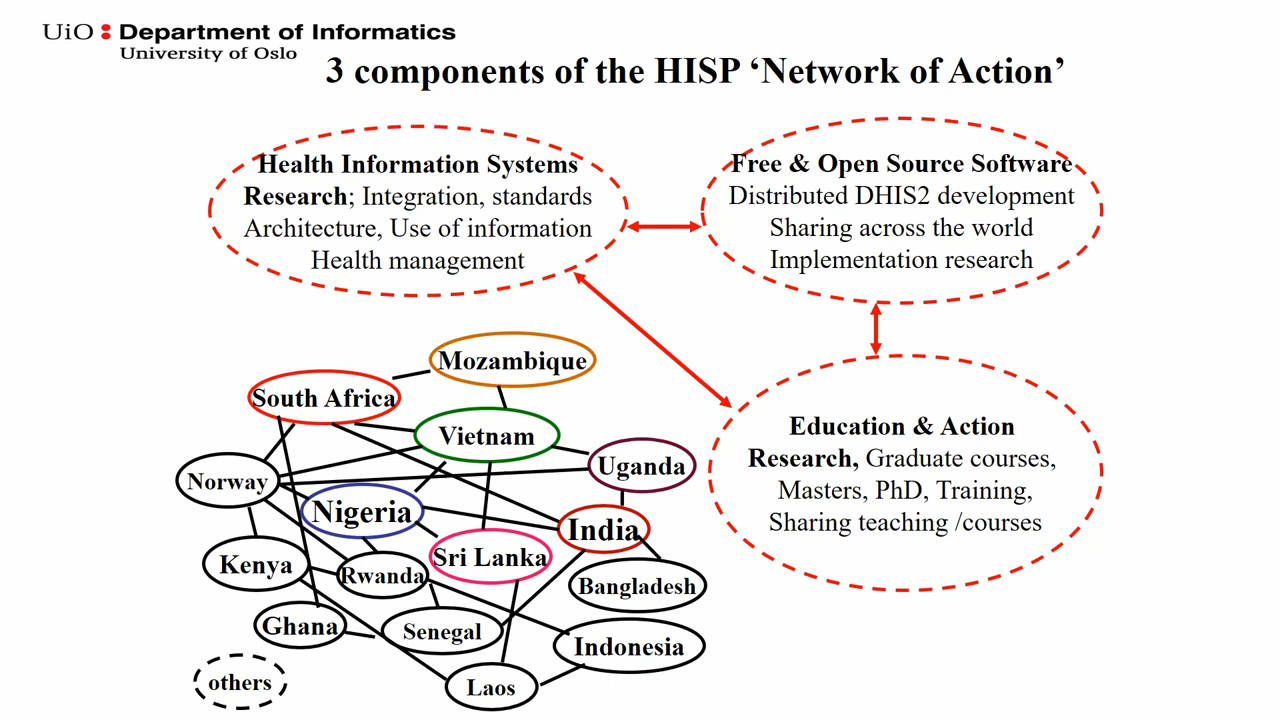 UiO Department of Informatics
University of Oslo
3 components of the HISP ‘Network of Action’
Health Information Systems
Research; Integration, standards
Architecture, Use of information
Health management
Free & Open Source Software
Distributed DHIS2 development
Sharing across the world
Implementation research
Education & Action
Research, Graduate courses,
Masters, PhD, Training,
Sharing teaching /courses
Mozambique
South Africa
Vietnam
Uganda
Norway
Nigeria
India
Sri Lanka
Kenya
Rwanda
Bangladesh
Ghana
Senegal
Indonesia
others
Laos